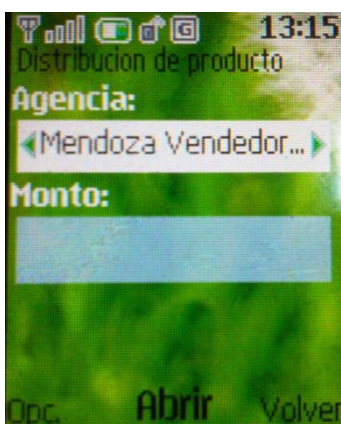 G 13:15
Distribucion de producto
Agencia:
Mendoza Vendedor...
Monto:
Opc. Abrir Volver